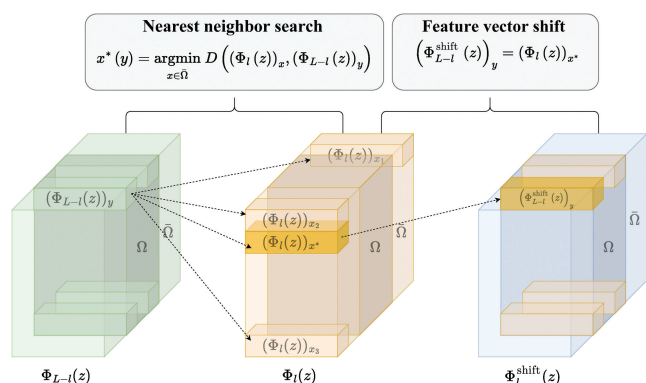 Nearest neighbor search
x*(y) = argmin D((Φ_l(z))_x, (Φ_{L-l}(z))_y)
x∈Ω̄
Feature vector shift
(Φ^shift_{L-l}(z))_y = (Φ_l(z))_{x*}
(Φ_{L-l}(z))_y
Ω
Ω̄
Φ_{L-l}(z)
(Φ_l(z))_{x_1}
(Φ_l(z))_{x_2}
(Φ_l(z))_{x*}
Ω
Ω̄
(Φ_l(z))_{x_3}
Φ_l(z)
(Φ^shift_{L-l}(z))_y
Ω
Ω̄
shift(z)